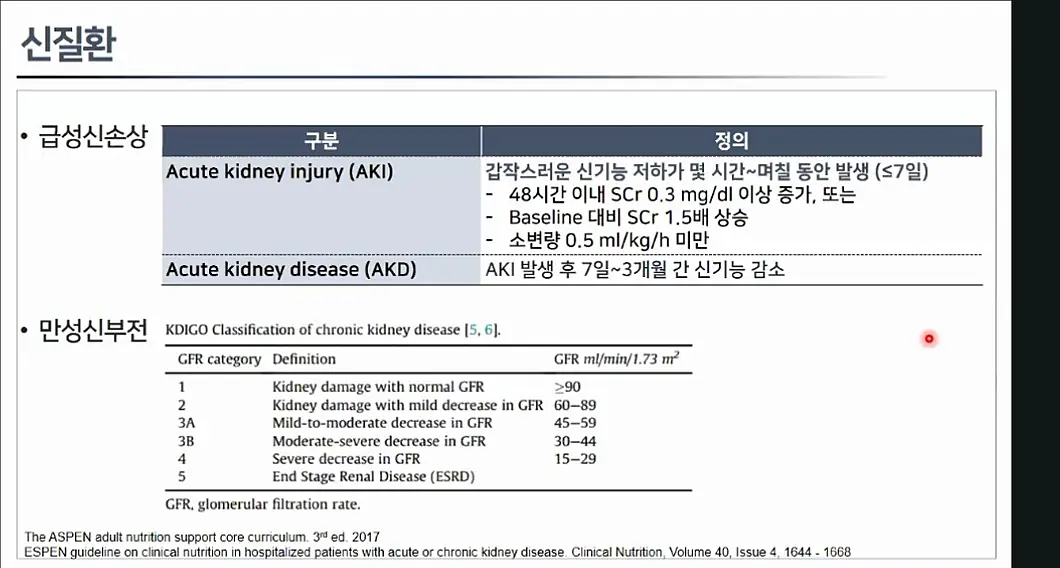 신질환
• 급성신손상
구분 정의
Acute kidney injury (AKI) 갑작스러운 신기능 저하가 몇 시간~며칠 동안 발생 (≤7일)
- 48시간 이내 SCr 0.3 mg/dl 이상 증가, 또는
- Baseline 대비 SCr 1.5배 상승
- 소변량 0.5 ml/kg/h 미만
Acute kidney disease (AKD) AKI 발생 후 7일~3개월 간 신기능 감소
• 만성신부전
KDIGO Classification of chronic kidney disease [5, 6].
GFR category Definition GFR ml/min/1.73 m²
1 Kidney damage with normal GFR ≥90
2 Kidney damage with mild decrease in GFR 60–89
3A Mild-to-moderate decrease in GFR 45–59
3B Moderate-severe decrease in GFR 30–44
4 Severe decrease in GFR 15–29
5 End Stage Renal Disease (ESRD)
GFR, glomerular filtration rate.
The ASPEN adult nutrition support core curriculum. 3rd ed. 2017
ESPEN guideline on clinical nutrition in hospitalized patients with acute or chronic kidney disease. Clinical Nutrition, Volume 40, Issue 4, 1644 - 1668